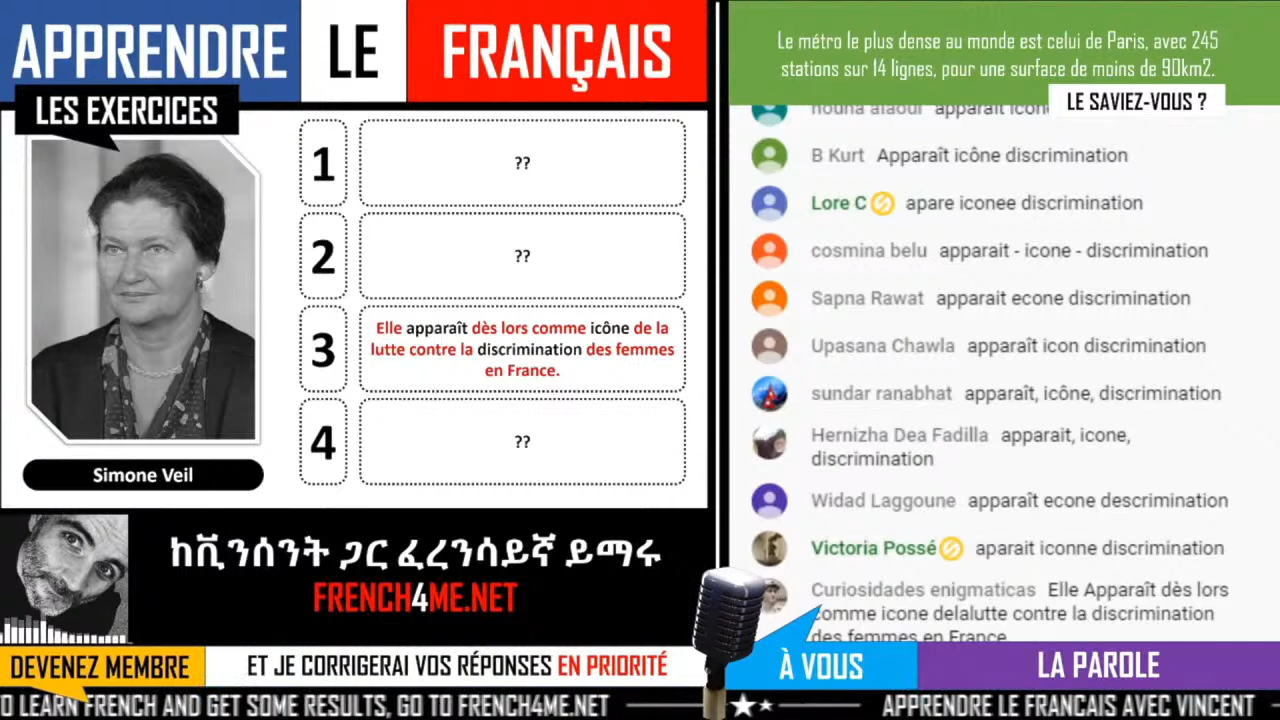 APPRENDRE LE FRANÇAIS
LES EXERCICES
1
??
2
??
3
Elle apparaît dès lors comme icône de la
lutte contre la discrimination des femmes
en France.
4
??
Simone Veil
ከቪንሰንት ጋር ፈረንሳይኛ ይማሩ
FRENCH4ME.NET
DEVENEZ MEMBRE
ET JE CORRIGERAI VOS RÉPONSES EN PRIORITÉ
Le métro le plus dense au monde est celui de Paris, avec 245
stations sur 14 lignes, pour une surface de moins de 90km2.
LE SAVIEZ-VOUS ?
B Kurt Apparaît icône discrimination
Lore C apare iconee discrimination
cosmina belu apparait - icone - discrimination
Sapna Rawat apparait econe discrimination
Upasana Chawla apparaît icon discrimination
sundar ranabhat apparaît, icône, discrimination
Hernizha Dea Fadilla apparait, icone,
discrimination
Widad Laggoune apparaît econe descrimination
Victoria Possé aparait iconne discrimination
Curiosidades enigmaticas Elle Apparaît dès lors
comme icone delalutte contre la discrimination
des femmes en France
À VOUS
LA PAROLE
O LEARN FRENCH AND GET SOME RESULTS, GO TO FRENCH4ME.NET
APPRENDRE LE FRANCAIS AVEC VINCENT